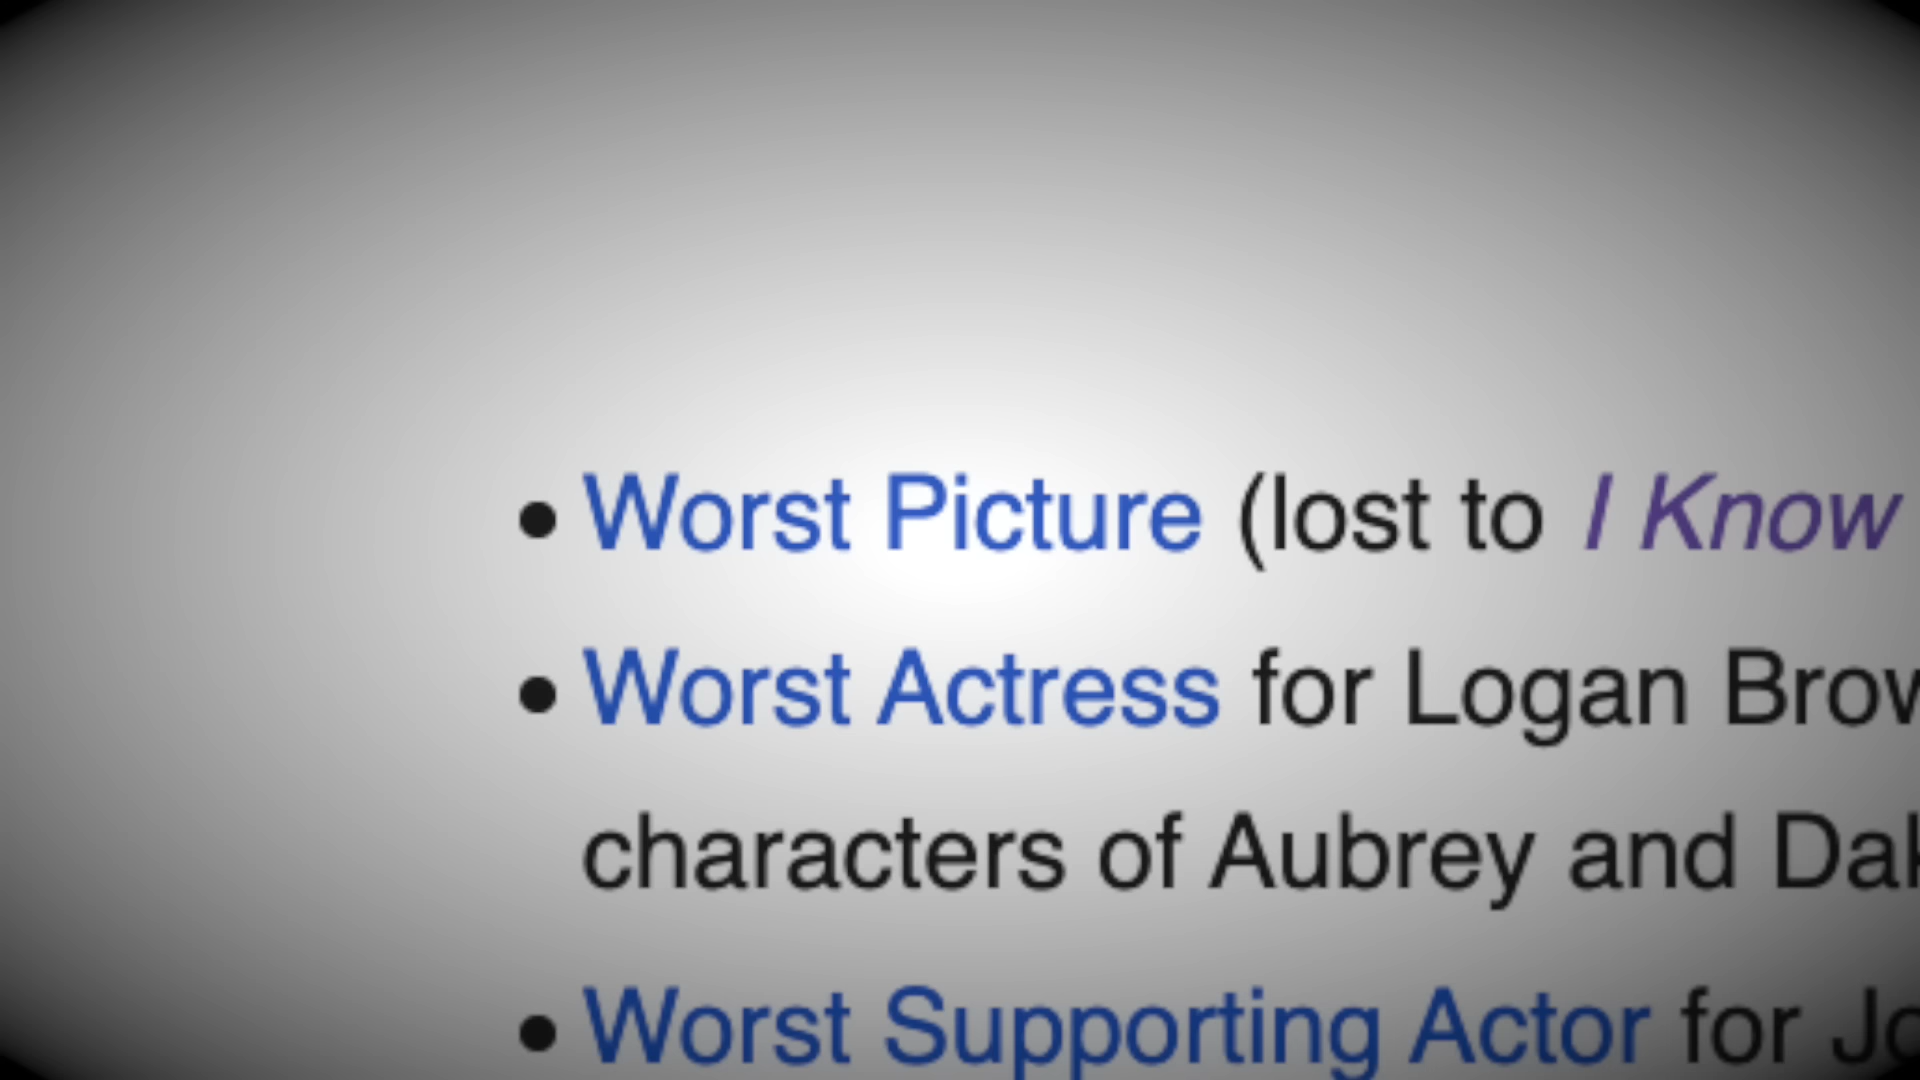 • Worst Picture (lost to I Know
• Worst Actress for Logan
characters of Aubrey and
• Worst Supporting Actor for